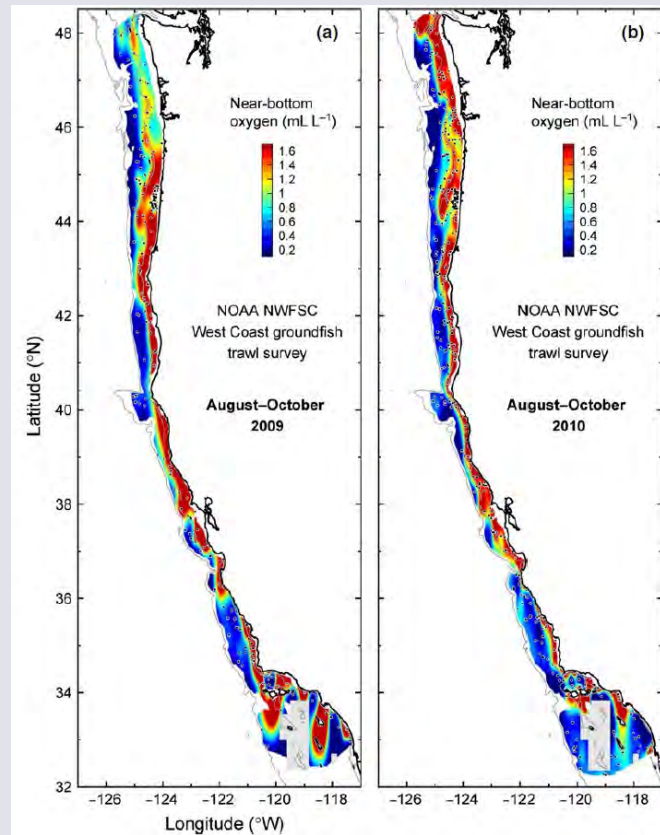 (a)
Near-bottom
oxygen (mL L⁻¹)
1.6
1.4
1.2
1.0
0.8
0.6
0.4
0.2
NOAA NWFSC
West Coast groundfish
trawl survey
August–October
2009
48
46
44
42
40
38
36
34
32
Latitude (°N)
−126
−124
−122
−120
−118
Longitude (°W)
(b)
Near-bottom
oxygen (mL L⁻¹)
1.6
1.4
1.2
1.0
0.8
0.6
0.4
0.2
NOAA NWFSC
West Coast groundfish
trawl survey
August–October
2010
−126
−124
−122
−120
−118